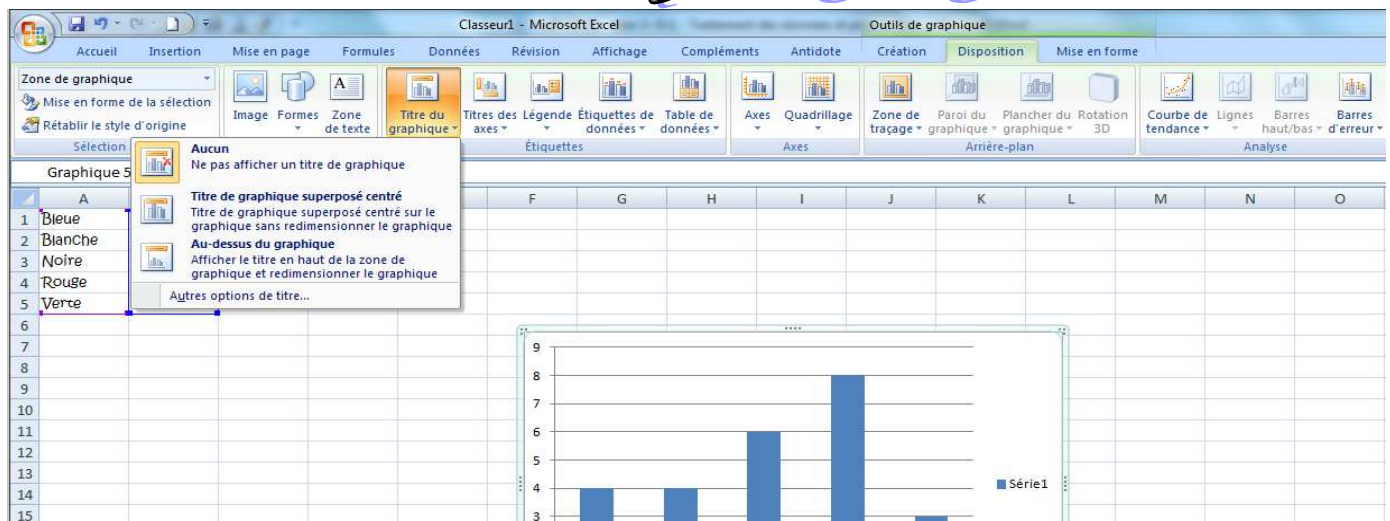 Classeur1 - Microsoft Excel
Outils de graphique
Accueil Insertion Mise en page Formules Données Révision Affichage Compléments Antidote Création Disposition Mise en forme
Zone de graphique
Mise en forme de la sélection
Rétablir le style d'origine
Sélection
Image Formes Zone de texte
Titre du graphique Titres des axes Légende Étiquettes de données Table de données
Étiquettes
Axes Quadrillage
Axes
Zone de traçage Paroi du graphique Plancher du graphique Rotation 3D
Arrière-plan
Courbe de tendance Lignes Barres haut/bas Barres d'erreur
Analyse
Graphique 5
Aucun
Ne pas afficher un titre de graphique
Titre de graphique superposé centré
Titre de graphique superposé centré sur le
graphique sans redimensionner le graphique
Au-dessus du graphique
Afficher le titre en haut de la zone de
graphique et redimensionner le graphique
Autres options de titre...
A F G H I J K L M N O
1 Bleue
2 Blanche
3 Noire
4 Rouge
5 Verte
6
7
8
9
10
11
12
13
14
15
9
8
7
6
5
4
3
Série1